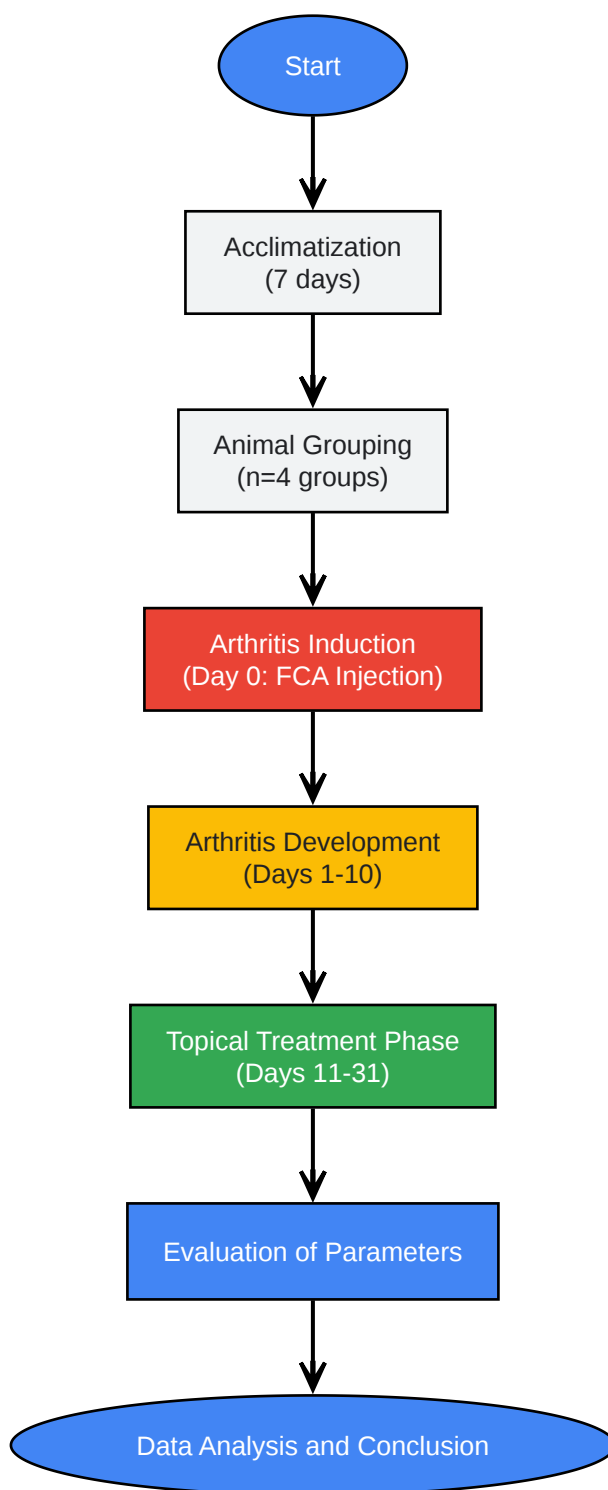 Start
Acclimatization
(7 days)
Animal Grouping
(n=4 groups)
Arthritis Induction
(Day 0: FCA Injection)
Arthritis Development
(Days 1-10)
Topical Treatment Phase
(Days 11-31)
Evaluation of Parameters
Data Analysis and Conclusion